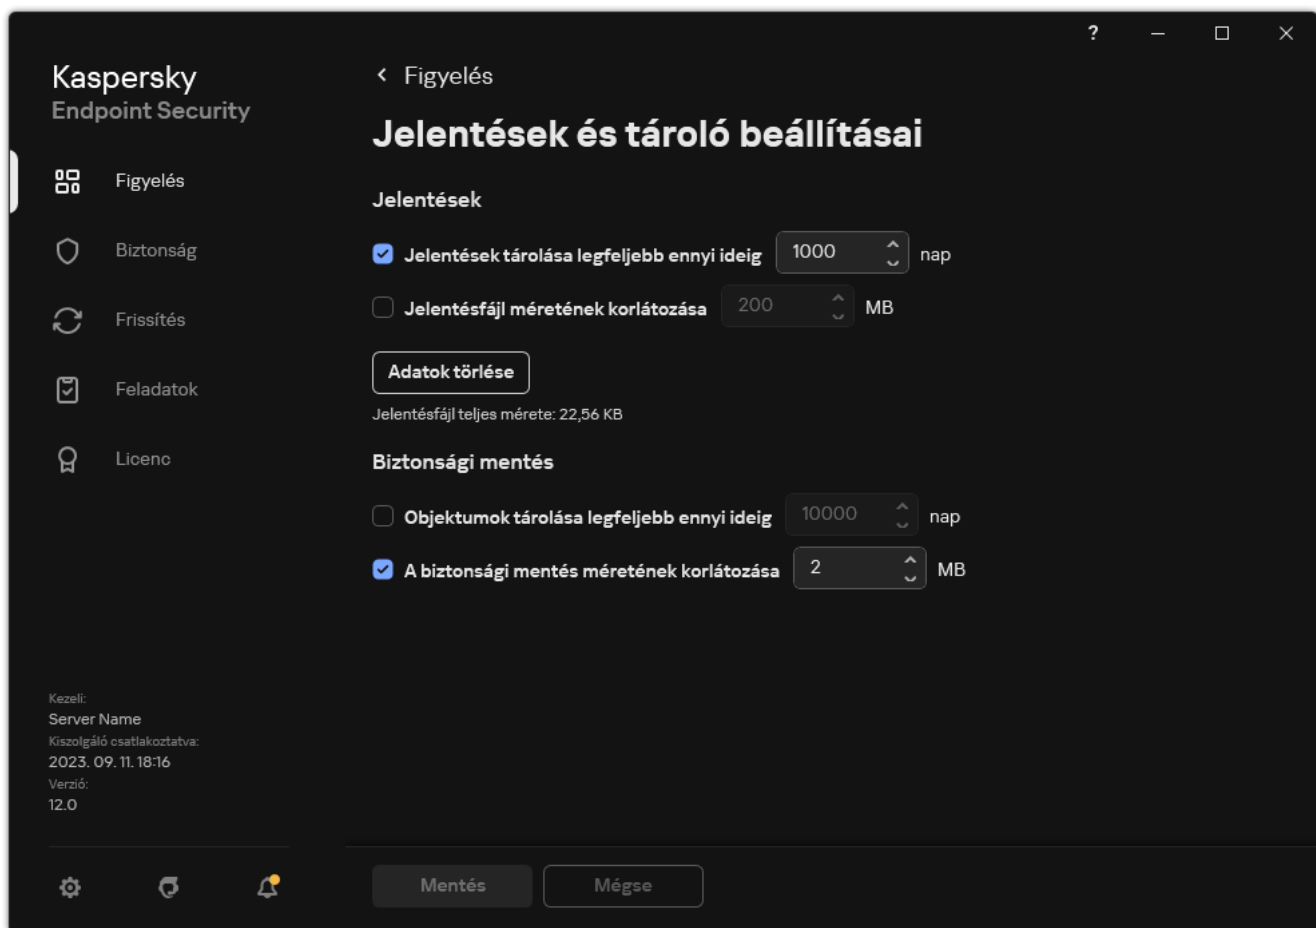 ?
Kaspersky
Endpoint Security
Figyelés
Biztonság
Frissítés
Feladatok
Licenc
Kezeli:
Server Name
Kiszolgáló csatlakoztatva:
2023. 09. 11. 18:16
Verzió:
12.0
Figyelés
Jelentések és tároló beállításai
Jelentések
Jelentések tárolása legfeljebb ennyi ideig 1000 nap
Jelentésfájl méretének korlátozása 200 MB
Adatok törlése
Jelentésfájl teljes mérete: 22,56 KB
Biztonsági mentés
Objektumok tárolása legfeljebb ennyi ideig 10000 nap
A biztonsági mentés méretének korlátozása 2 MB
Mentés Mégse